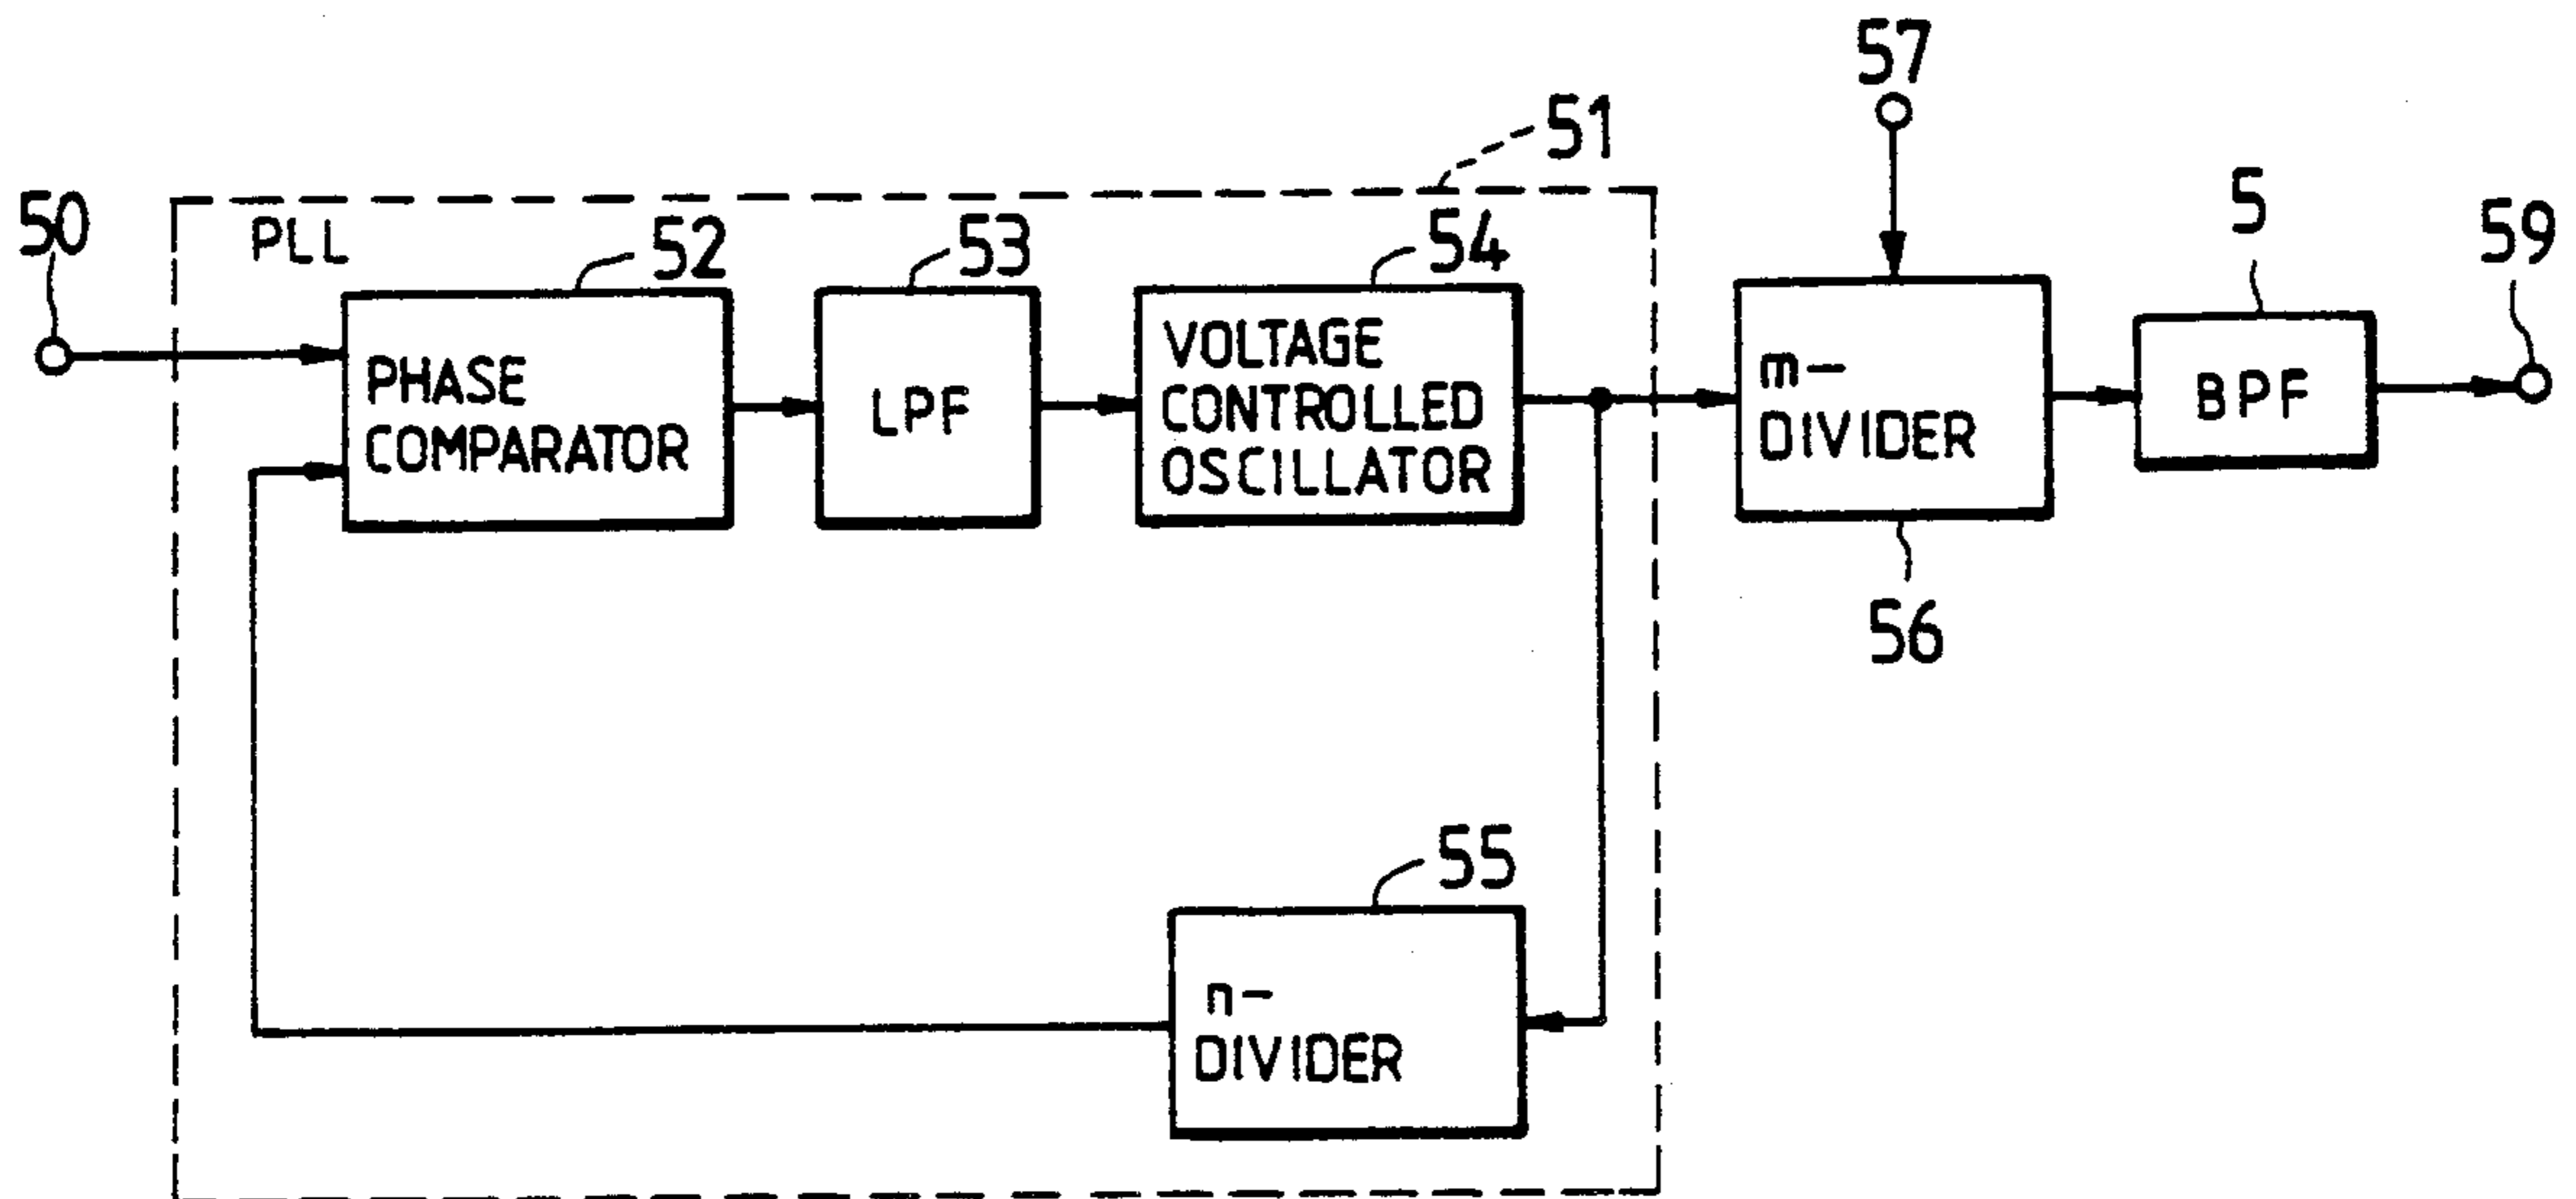 57
51
5
50
PLL
52
53
54
59
PHASE
COMPARATOR
LPF
VOLTAGE
CONTROLLED
OSCILLATOR
m-
DIVIDER
BPF
56
55
n-
DIVIDER